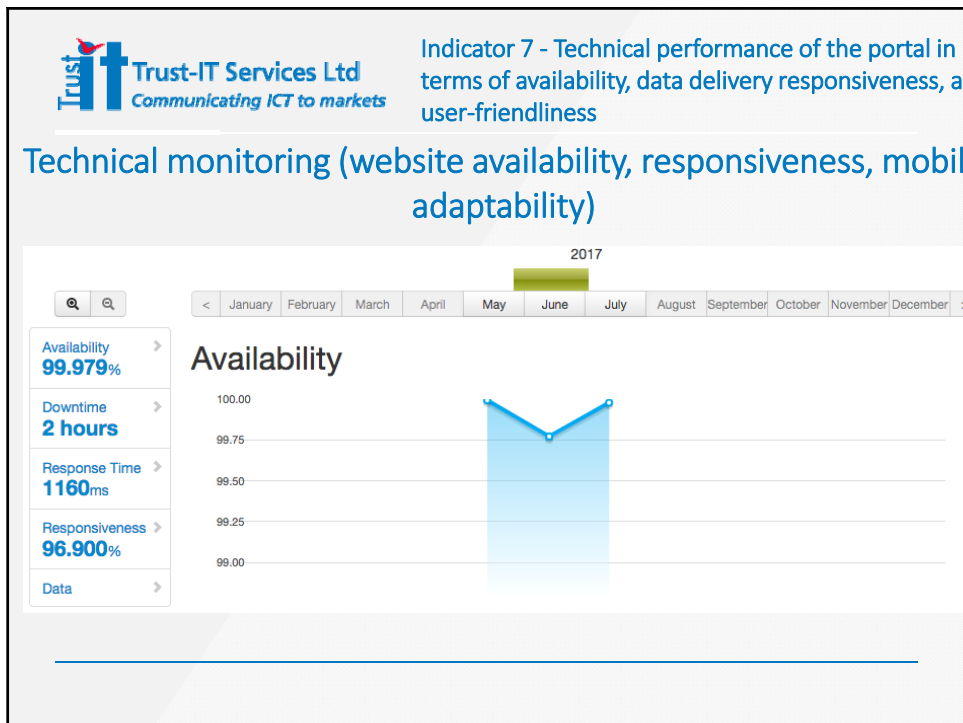 Trust
it
Trust-IT Services Ltd
Communicating ICT to markets
Indicator 7 - Technical performance of the portal in
terms of availability, data delivery responsiveness, a
user-friendliness
Technical monitoring (website availability, responsiveness, mobil
adaptability)
2017
< January February March April May June July August September October November December
Availability
99.979%
Downtime
2 hours
Response Time
1160ms
Responsiveness
96.900%
Data
Availability
100.00
99.75
99.50
99.25
99.00